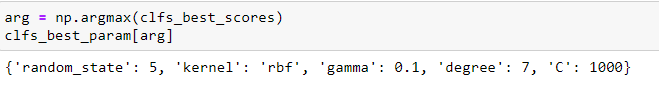 arg = np.argmax(clfs_best_scores)
clfs_best_param[arg]
{'random_state': 5, 'kernel': 'rbf', 'gamma': 0.1, 'degree': 7, 'C': 1000}